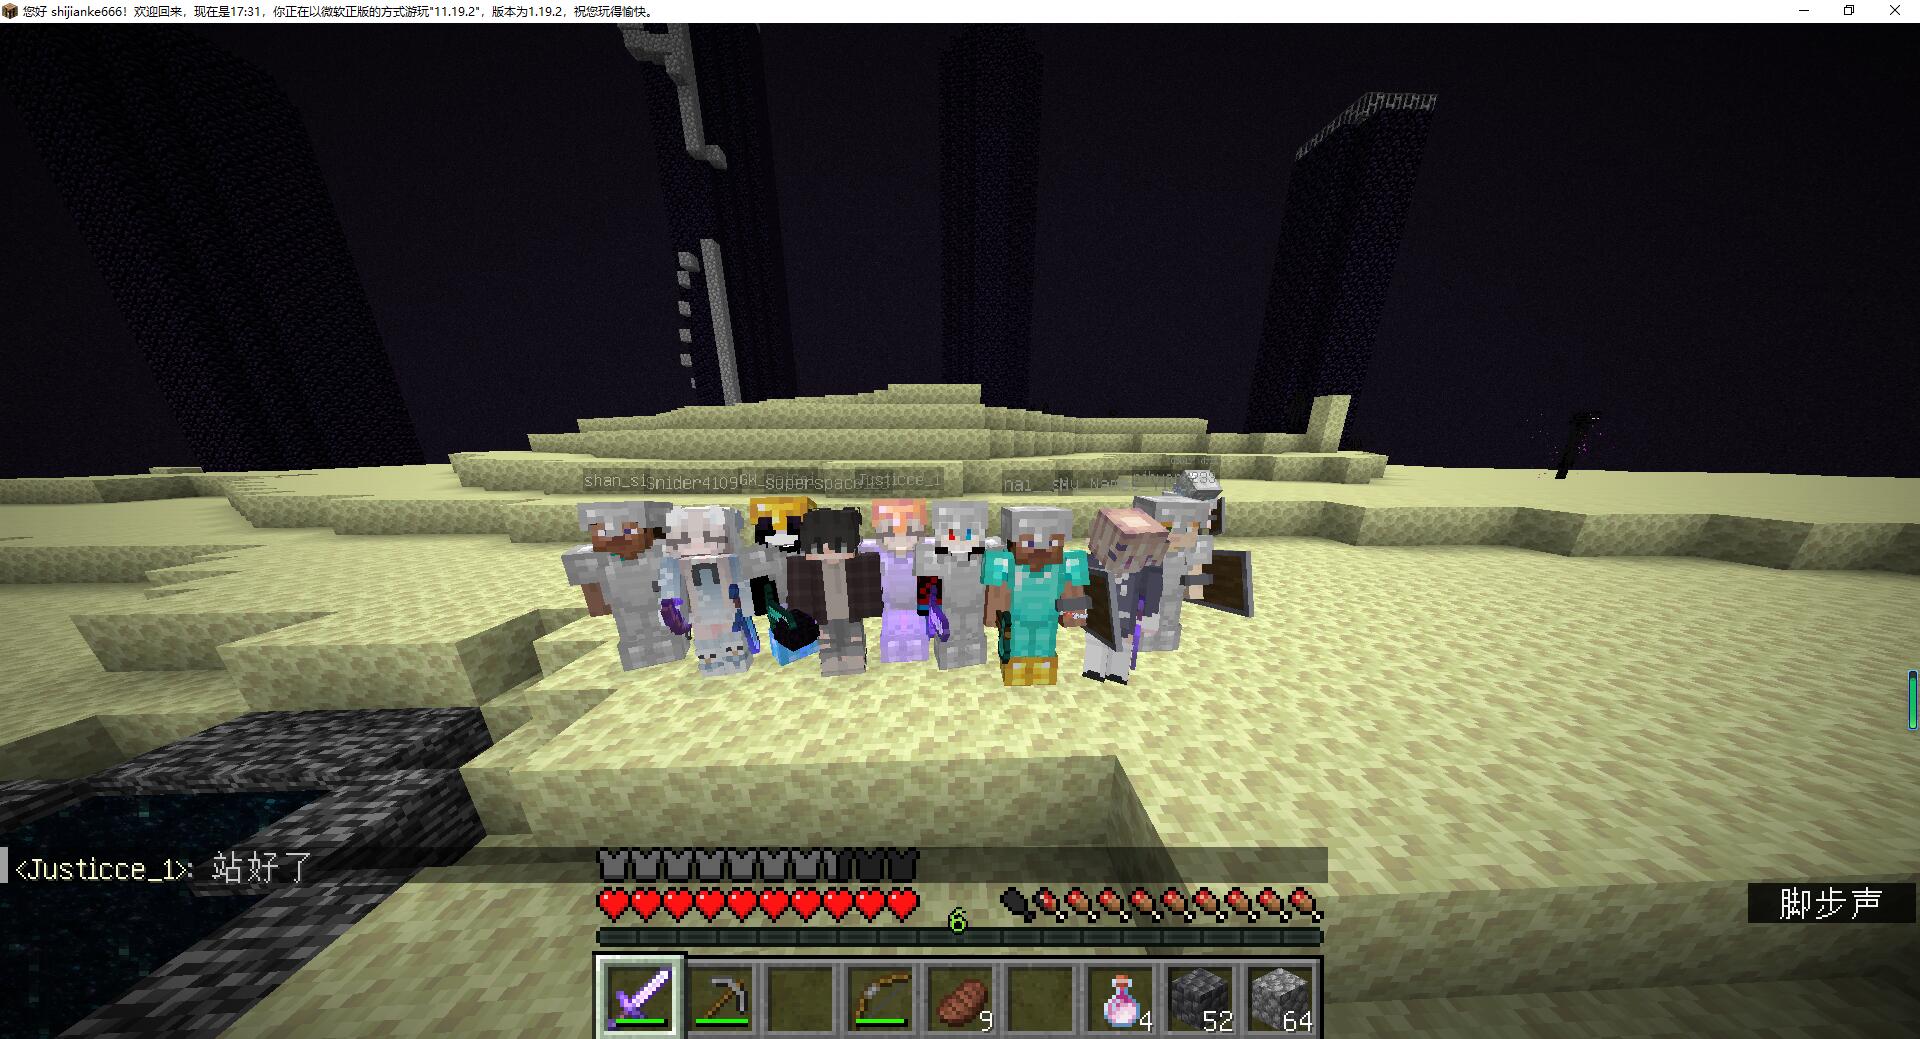 您好 shijianke666！欢迎回来，现在是17:31，你正在以微软正版的方式游玩"11.19.2"，版本为1.19.2，祝您玩得愉快。
Snider4109 Superspace Justicce_1
<Justicce_1>: 站好了
脚步声
6
9 4 52 64